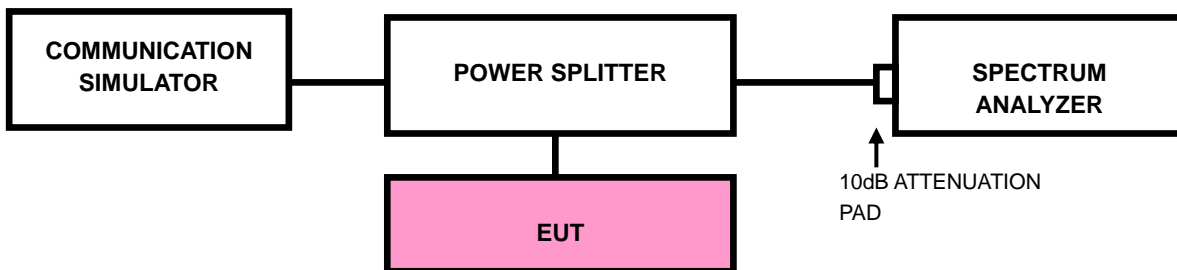 COMMUNICATION
SIMULATOR
POWER SPLITTER
SPECTRUM
ANALYZER
10dB ATTENUATION
PAD
EUT